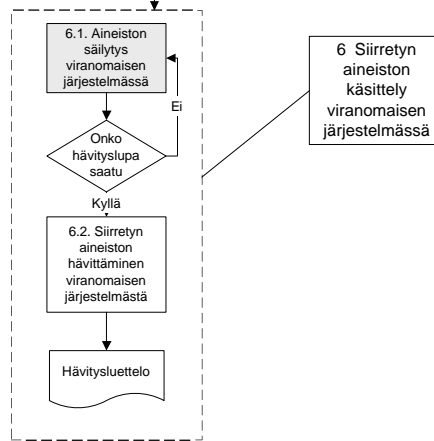 6.1. Aineiston
säilytys
viranomaisen
järjestelmässä
Ei
Onko
hävityslupa
saatu
Kyllä
6.2. Siirretyn
aineiston
hävittäminen
viranomaisen
järjestelmästä
Hävitysluettelo
6 Siirretyn
aineiston
käsittely
viranomaisen
järjestelmässä